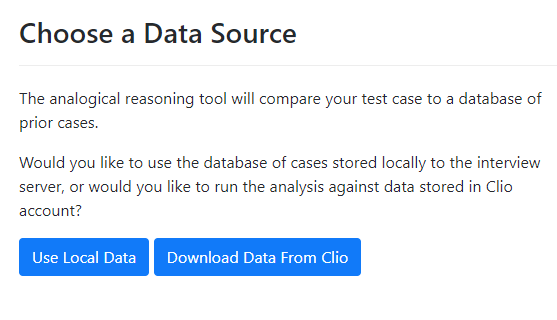 Choose a Data Source
The analogical reasoning tool will compare your test case to a database of
prior cases.
Would you like to use the database of cases stored locally to the interview
server, or would you like to run the analysis against data stored in Clio
account?
Use Local Data
Download Data From Clio